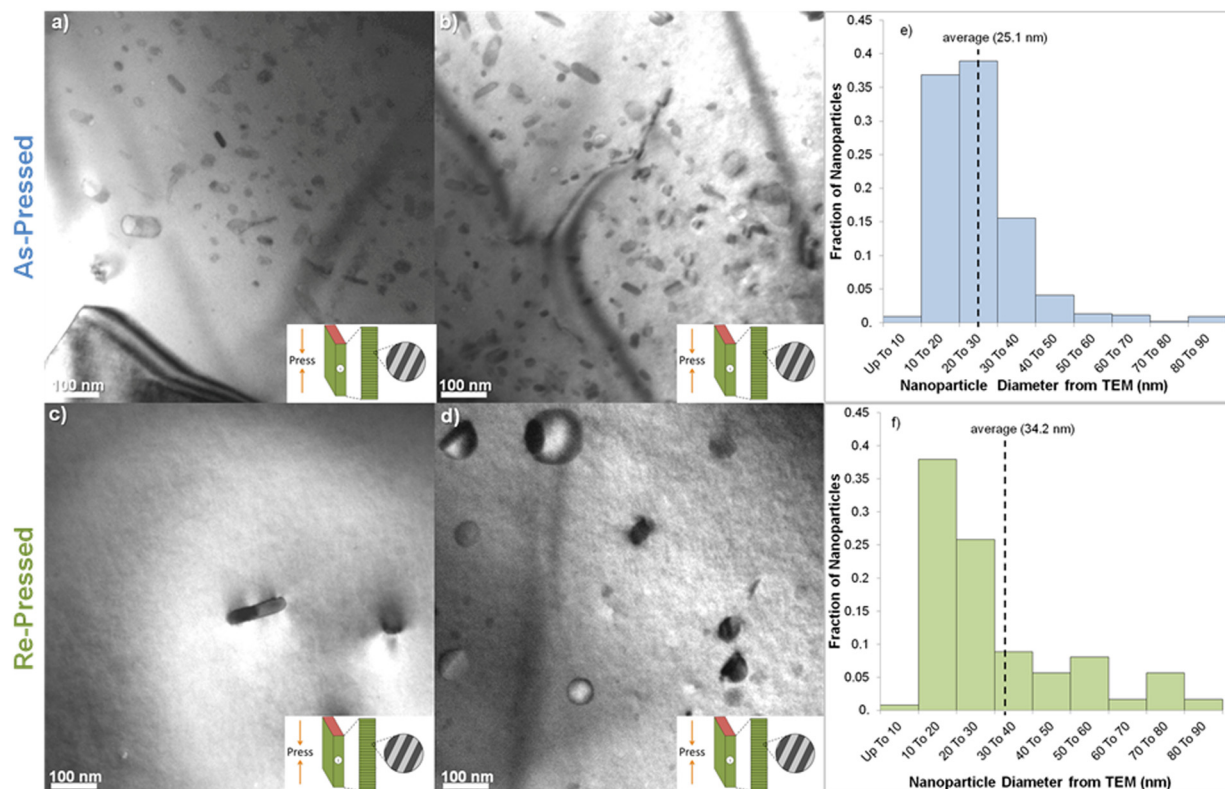 As-Pressed
a)
Press
100 nm
b)
Press
100 nm
e)
average (25.1 nm)
Fraction of Nanoparticles
0.45
0.4
0.35
0.3
0.25
0.2
0.15
0.1
0.05
0.
Up To 10
10 To 20
20 To 30
30 To 40
40 To 50
50 To 60
60 To 70
70 To 80
80 To 90
Nanoparticle Diameter from TEM (nm)
Re-Pressed
c)
Press
100 nm
d)
Press
100 nm
f)
average (34.2 nm)
Fraction of Nanoparticles
0.45
0.4
0.35
0.3
0.25
0.2
0.15
0.1
0.05
0.
Up To 10
10 To 20
20 To 30
30 To 40
40 To 50
50 To 60
60 To 70
70 To 80
80 To 90
Nanoparticle Diameter from TEM (nm)